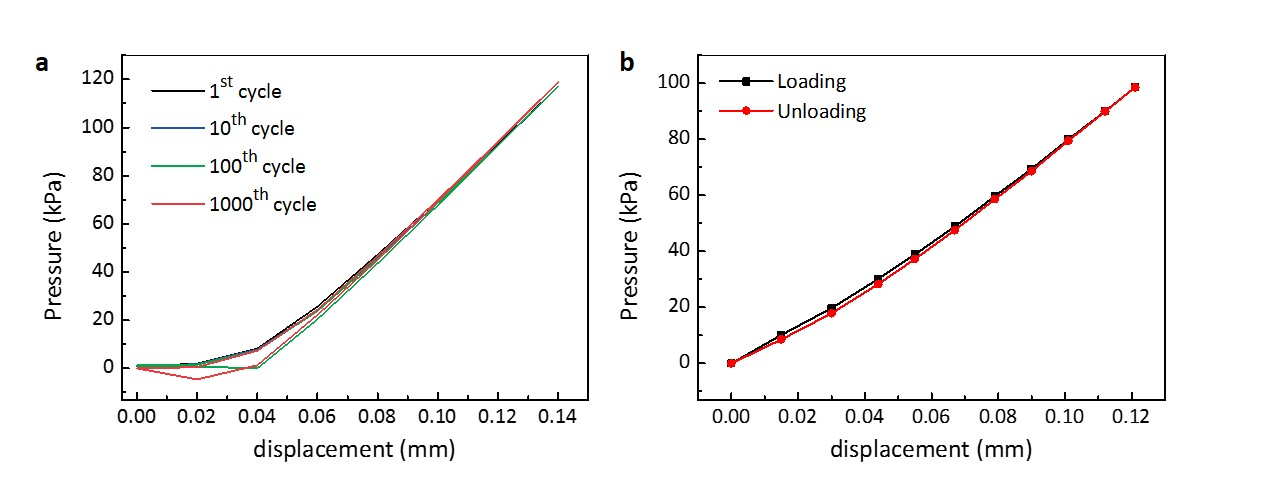 a
120
100
80
60
40
20
0
Pressure (kPa)
1st cycle
10th cycle
100th cycle
1000th cycle
0.00 0.02 0.04 0.06 0.08 0.10 0.12 0.14
displacement (mm)
b
100
80
60
40
20
0
Pressure (kPa)
Loading
Unloading
0.00 0.02 0.04 0.06 0.08 0.10 0.12
displacement (mm)